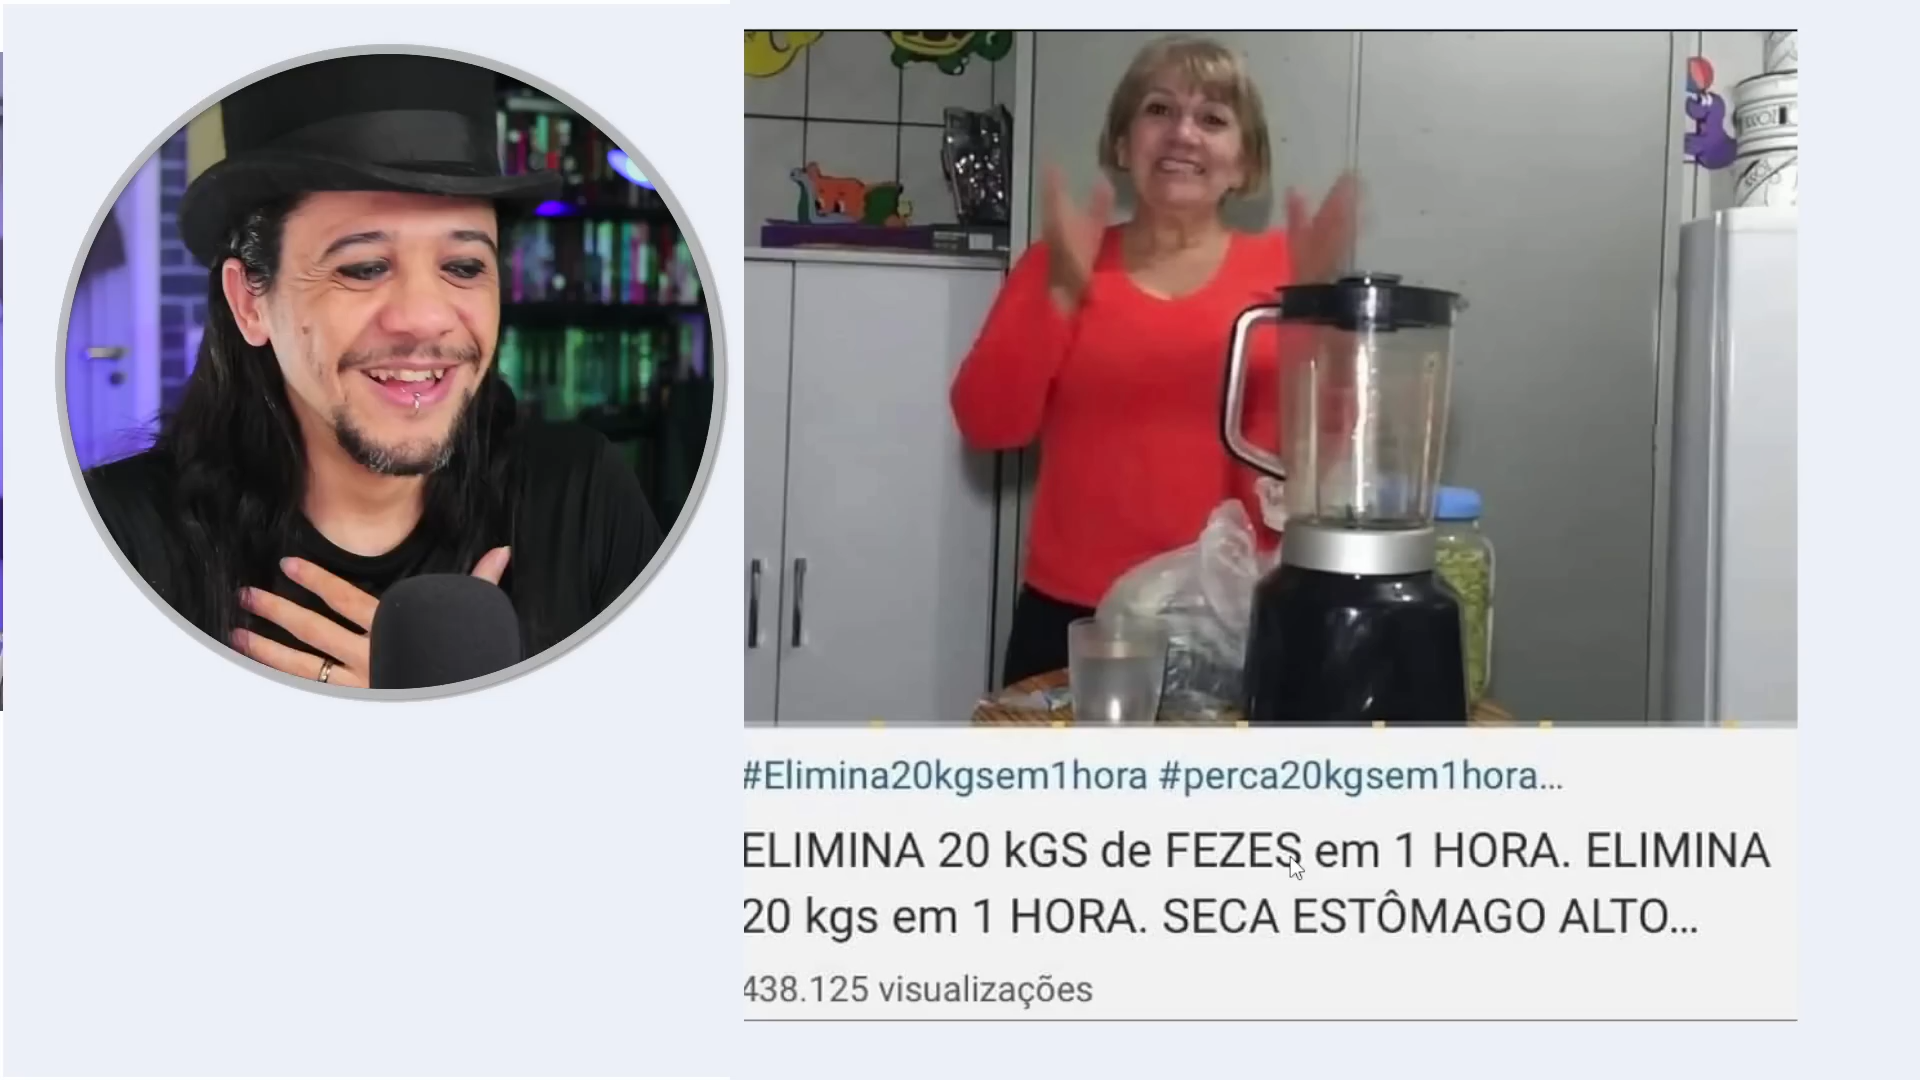 #Elimina20kgsem1hora #perca20kgsem1hora...
ELIMINA 20 kGS de FEZES em 1 HORA. ELIMINA
20 kgs em 1 HORA. SECA ESTÔMAGO ALTO...
438.125 visualizações